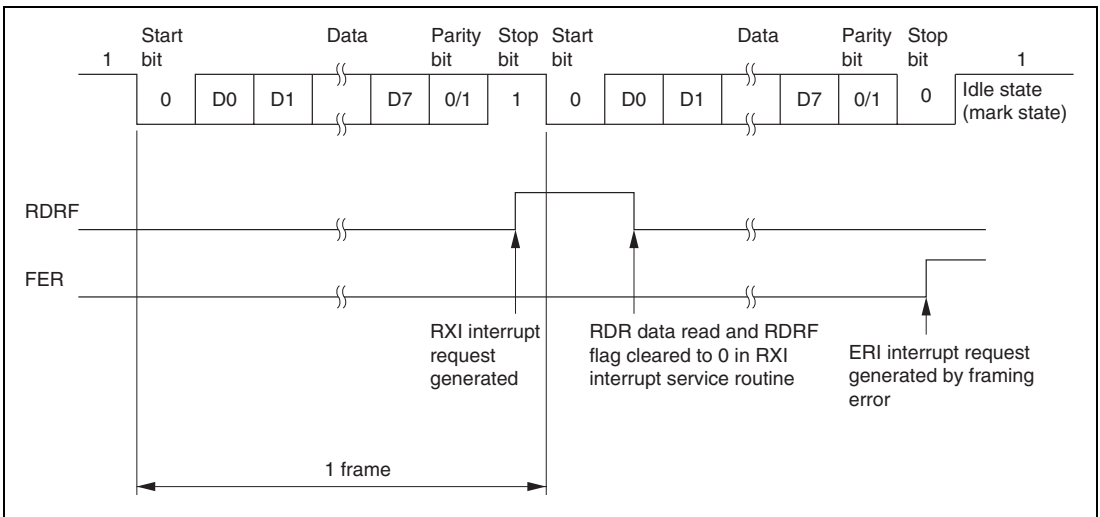 Start bit
Data
Parity bit
Stop bit
Start bit
Data
Parity bit
Stop bit
1
1
0
D0
D1
D7
0/1
1
0
D0
D1
D7
0/1
0
Idle state
(mark state)
RDRF
FER
RXI interrupt
request
generated
RDR data read and RDRF
flag cleared to 0 in RXI
interrupt service routine
ERI interrupt request
generated by framing
error
1 frame